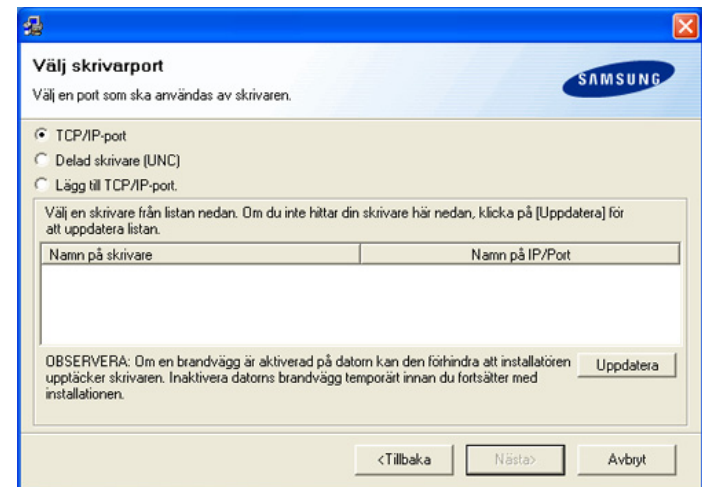 Välj skrivarport
Välj en port som ska användas av skrivaren.
SAMSUNG
TCP/IP-port
Delad skrivare (UNC)
Lägg till TCP/IP-port.
Välj en skrivare från listan nedan. Om du inte hittar din skrivare här nedan, klicka på [Uppdatera] för
att uppdatera listan.
Namn på skrivare Namn på IP/Port
OBSERVERA: Om en brandvägg är aktiverad på datorn kan den förhindra att installatören
upptäcker skrivaren. Inaktivera datorns brandvägg temporärt innan du fortsätter med
installationen.
Uppdatera
<Tillbaka Nästa> Avbryt